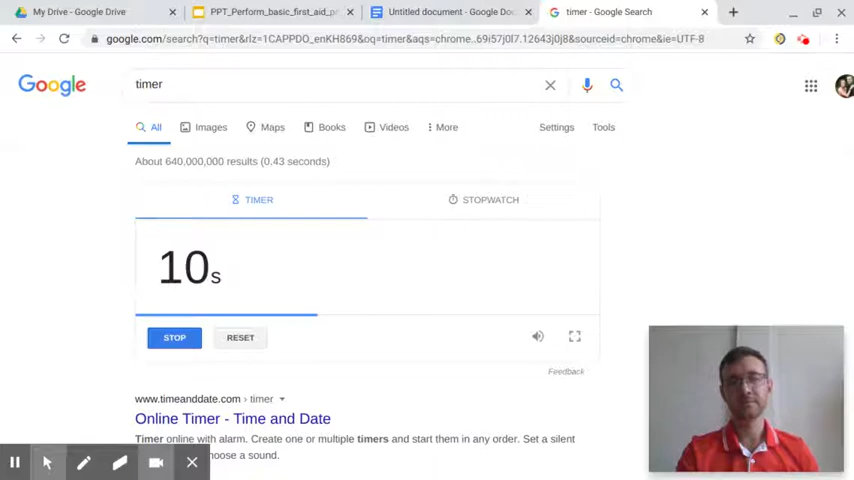 My Drive - Google Drive
PPT_Perform_basic_first_aid_pr
Untitled document - Google Doc
timer - Google Search
google.com/search?q=timer&rlz=1CAPPDO_enKH869&oq=timer&aqs=chrome..69i57j0l7.12643j0j8&sourceid=chrome&ie=UTF-8
Google
timer
All
Images
Maps
Books
Videos
More
Settings
Tools
About 640,000,000 results (0.43 seconds)
TIMER
STOPWATCH
10s
STOP
RESET
Feedback
www.timeanddate.com › timer
Online Timer - Time and Date
Timer online with alarm. Create one or multiple timers and start them in any order. Set a silent
hoose a sound.